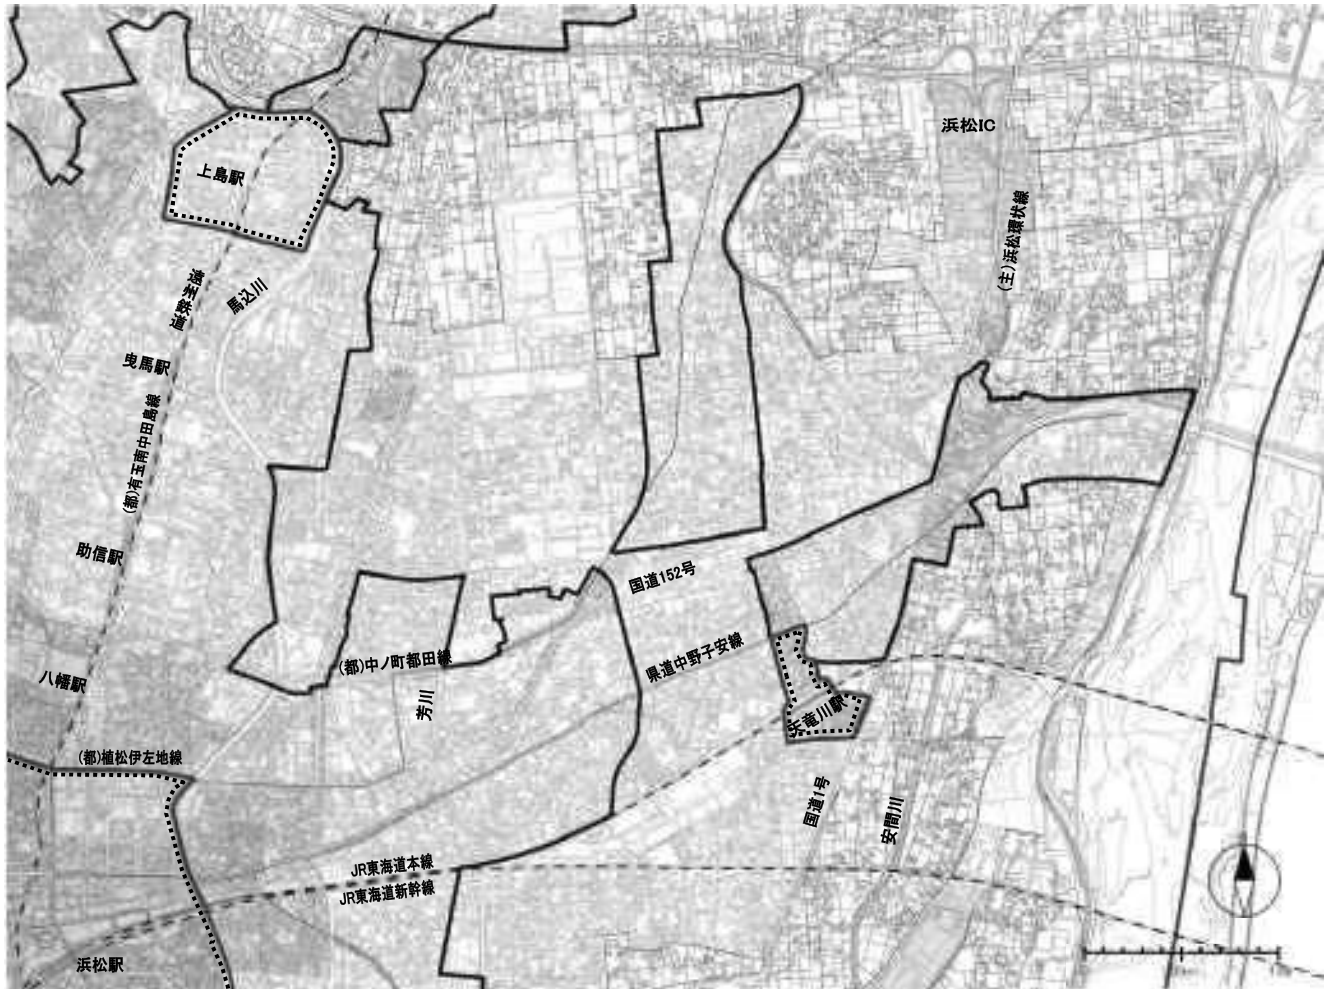 浜松IC
上島駅
(主)浜松環状線
遠州鉄道
馬込川
曳馬駅
(都)有玉南中田島線
助信駅
国道152号
県道中野子安線
(都)中ノ町都田線
八幡駅
芳川
天竜川駅
(都)植松伊左地線
国道1号
安間川
JR東海道本線
JR東海道新幹線
浜松駅